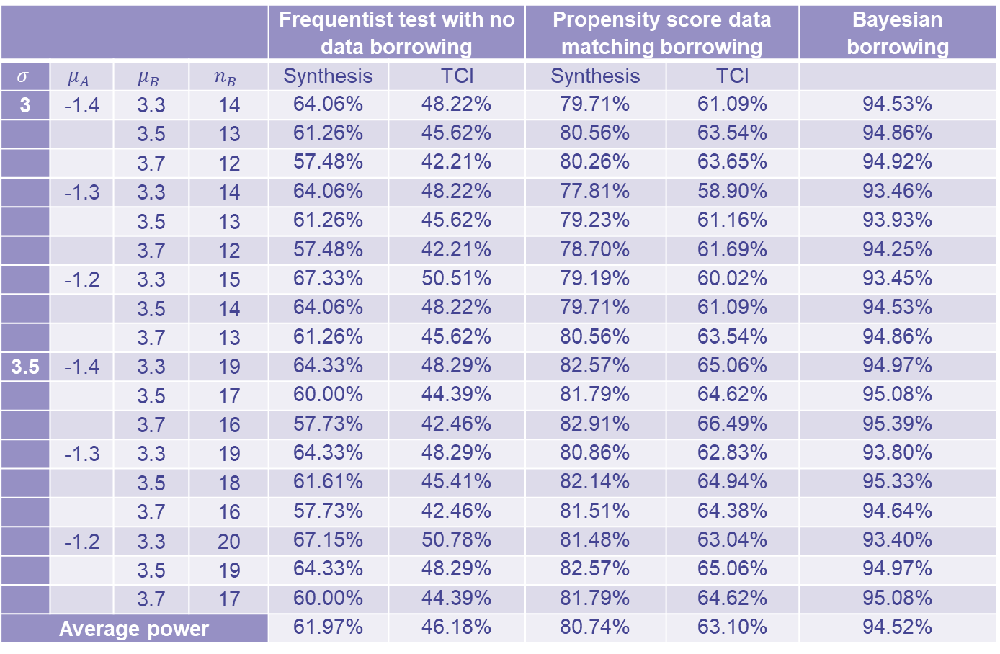 Frequentist test with no data borrowing Propensity score data matching borrowing Bayesian borrowing
σ μA μB nB Synthesis TCI Synthesis TCI
3 -1.4 3.3 14 64.06% 48.22% 79.71% 61.09% 94.53%
3.5 13 61.26% 45.62% 80.56% 63.54% 94.86%
3.7 12 57.48% 42.21% 80.26% 63.65% 94.92%
-1.3 3.3 14 64.06% 48.22% 77.81% 58.90% 93.46%
3.5 13 61.26% 45.62% 79.23% 61.16% 93.93%
3.7 12 57.48% 42.21% 78.70% 61.69% 94.25%
-1.2 3.3 15 67.33% 50.51% 79.19% 60.02% 93.45%
3.5 14 64.06% 48.22% 79.71% 61.09% 94.53%
3.7 13 61.26% 45.62% 80.56% 63.54% 94.86%
3.5 -1.4 3.3 19 64.33% 48.29% 82.57% 65.06% 94.97%
3.5 17 60.00% 44.39% 81.79% 64.62% 95.08%
3.7 16 57.73% 42.46% 82.91% 66.49% 95.39%
-1.3 3.3 19 64.33% 48.29% 80.86% 62.83% 93.80%
3.5 18 61.61% 45.41% 82.14% 64.94% 95.33%
3.7 16 57.73% 42.46% 81.51% 64.38% 94.64%
-1.2 3.3 20 67.15% 50.78% 81.48% 63.04% 93.40%
3.5 19 64.33% 48.29% 82.57% 65.06% 94.97%
3.7 17 60.00% 44.39% 81.79% 64.62% 95.08%
Average power 61.97% 46.18% 80.74% 63.10% 94.52%